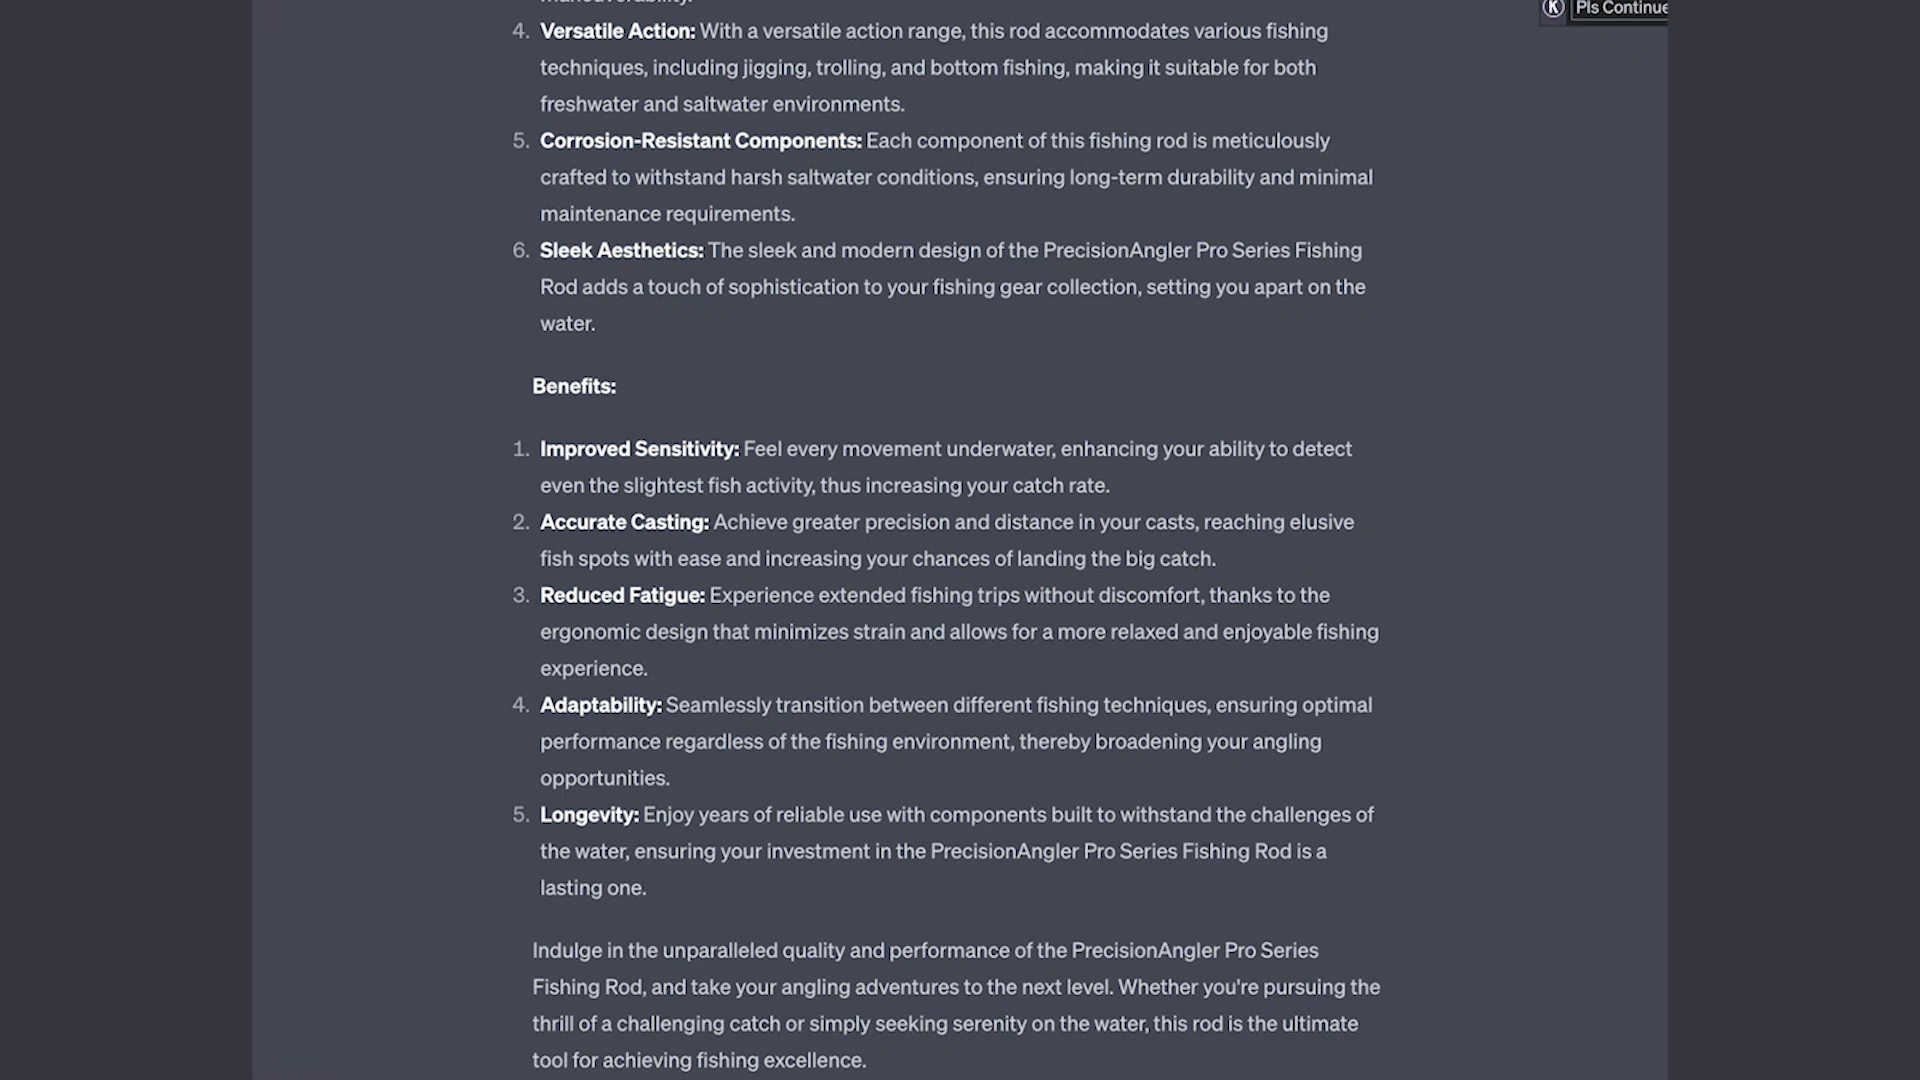 maneuverability.
4. Versatile Action: With a versatile action range, this rod accommodates various fishing
techniques, including jigging, trolling, and bottom fishing, making it suitable for both
freshwater and saltwater environments.
5. Corrosion-Resistant Components: Each component of this fishing rod is meticulously
crafted to withstand harsh saltwater conditions, ensuring long-term durability and minimal
maintenance requirements.
6. Sleek Aesthetics: The sleek and modern design of the PrecisionAngler Pro Series Fishing
Rod adds a touch of sophistication to your fishing gear collection, setting you apart on the
water.
Benefits:
1. Improved Sensitivity: Feel every movement underwater, enhancing your ability to detect
even the slightest fish activity, thus increasing your catch rate.
2. Accurate Casting: Achieve greater precision and distance in your casts, reaching elusive
fish spots with ease and increasing your chances of landing the big catch.
3. Reduced Fatigue: Experience extended fishing trips without discomfort, thanks to the
ergonomic design that minimizes strain and allows for a more relaxed and enjoyable fishing
experience.
4. Adaptability: Seamlessly transition between different fishing techniques, ensuring optimal
performance regardless of the fishing environment, thereby broadening your angling
opportunities.
5. Longevity: Enjoy years of reliable use with components built to withstand the challenges of
the water, ensuring your investment in the PrecisionAngler Pro Series Fishing Rod is a
lasting one.
Indulge in the unparalleled quality and performance of the PrecisionAngler Pro Series
Fishing Rod, and take your angling adventures to the next level. Whether you're pursuing the
thrill of a challenging catch or simply seeking serenity on the water, this rod is the ultimate
tool for achieving fishing excellence.
K Pls Continue